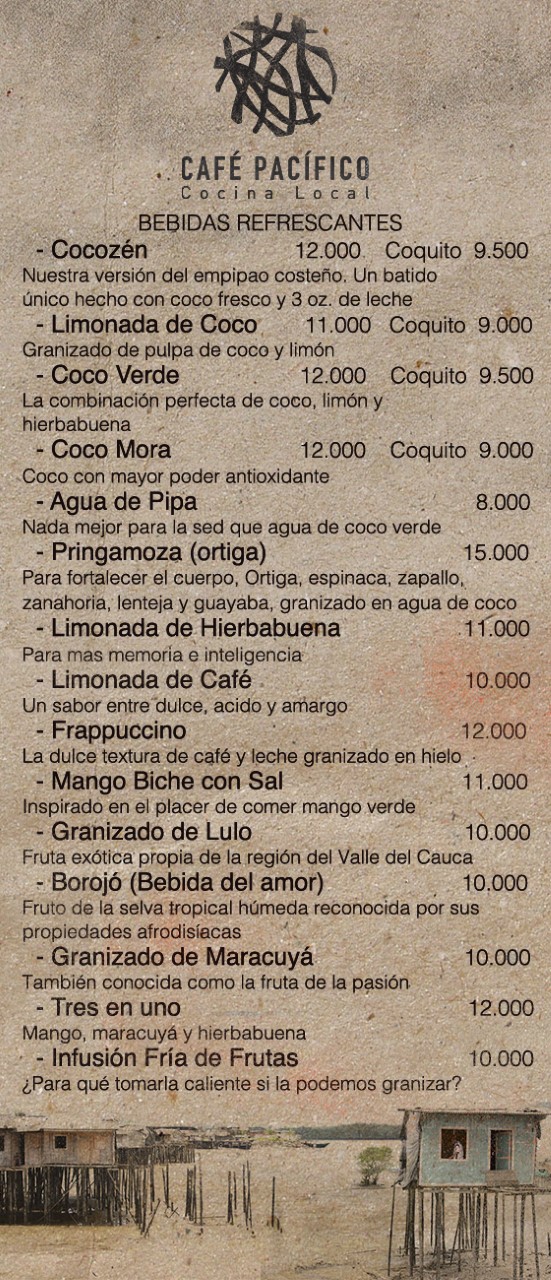 CAFÉ PACÍFICO
Cocina Local
BEBIDAS REFRESCANTES
- Cocozén 12.000 Coquito 9.500
Nuestra versión del empipao costeño. Un batido
único hecho con coco fresco y 3 oz. de leche
- Limonada de Coco 11.000 Coquito 9.000
Granizado de pulpa de coco y limón
- Coco Verde 12.000 Coquito 9.500
La combinación perfecta de coco, limón y
hierbabuena
- Coco Mora 12.000 Coquito 9.000
Coco con mayor poder antioxidante
- Agua de Pipa 8.000
Nada mejor para la sed que agua de coco verde
- Pringamoza (ortiga) 15.000
Para fortalecer el cuerpo, Ortiga, espinaca, zapallo,
zanahoria, lenteja y guayaba, granizado en agua de coco
- Limonada de Hierbabuena 11.000
Para mas memoria e inteligencia
- Limonada de Café 10.000
Un sabor entre dulce, acido y amargo
- Frappuccino 12.000
La dulce textura de café y leche granizado en hielo
- Mango Biche con Sal 11.000
Inspirado en el placer de comer mango verde
- Granizado de Lulo 10.000
Fruta exótica propia de la región del Valle del Cauca
- Borojó (Bebida del amor) 10.000
Fruto de la selva tropical húmeda reconocida por sus
propiedades afrodisíacas
- Granizado de Maracuyá 10.000
También conocida como la fruta de la pasión
- Tres en uno 12.000
Mango, maracuyá y hierbabuena
- Infusión Fría de Frutas 10.000
¿Para qué tomarla caliente si la podemos granizar?